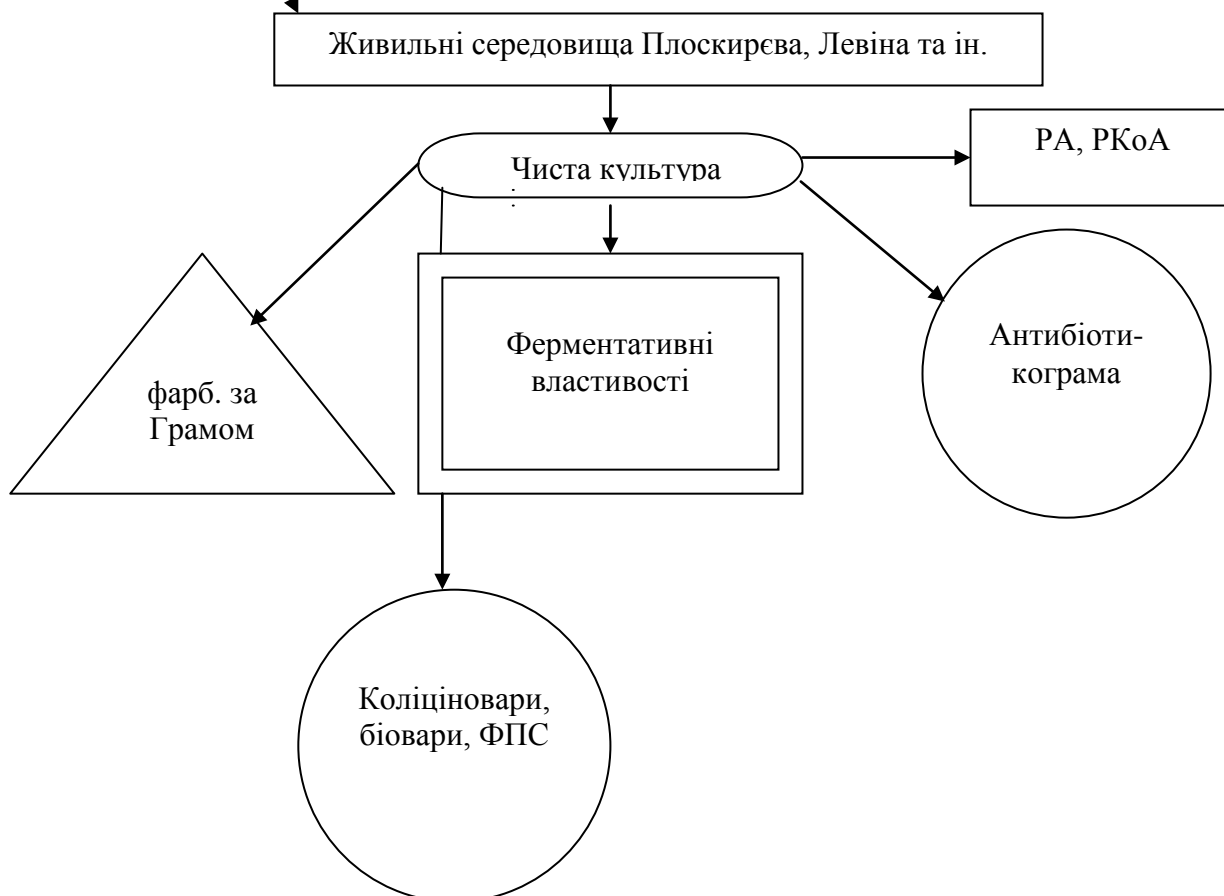 Живильні середовища Плоскирєва, Левіна та ін.
РА, РКоА
Чиста культура
Ферментативні
властивості
Антибіоти-
кограма
фарб. за
Грамом
Коліціновари,
біовари, ФПС